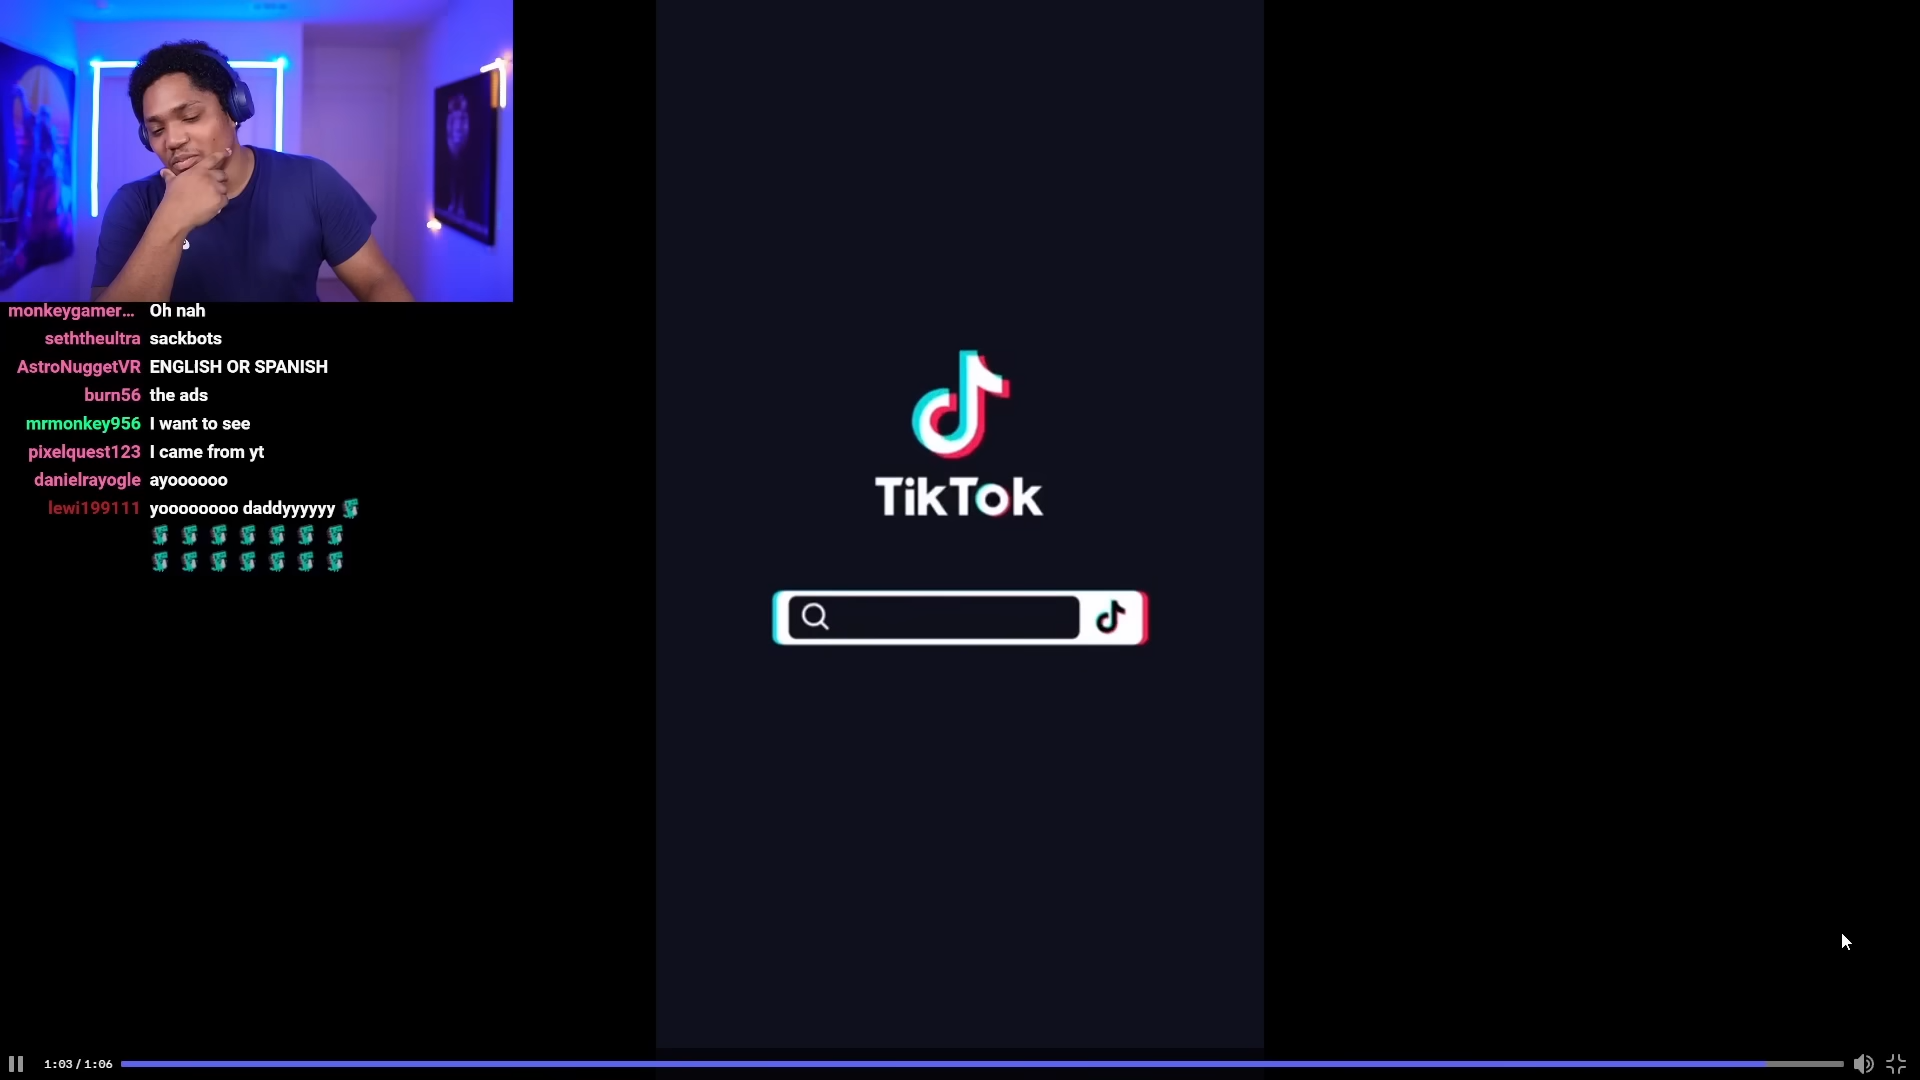 monkeygamer... Oh nah
seththeultra sackbots
AstroNuggetVR ENGLISH OR SPANISH
burn56 the ads
mrmonkey956 I want to see
pixelquest123 I came from yt
danielrayogle ayoooooo
lewi199111 yoooooooo daddyyyyyy
TikTok
1:03 / 1:06